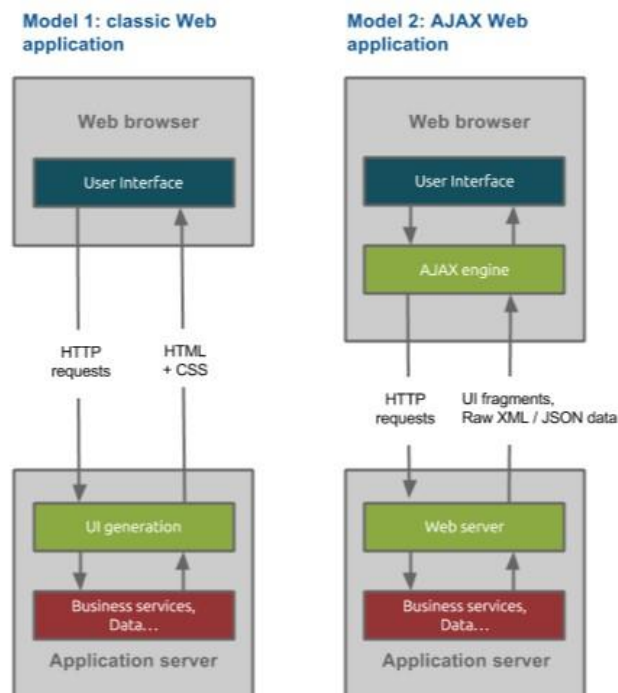 Model 1: classic Web
application
Web browser
User Interface
HTTP
requests
HTML
+ CSS
UI generation
Business services,
Data...
Application server
Model 2: AJAX Web
application
Web browser
User Interface
AJAX engine
HTTP
requests
UI fragments,
Raw XML / JSON data
Web server
Business services,
Data...
Application server